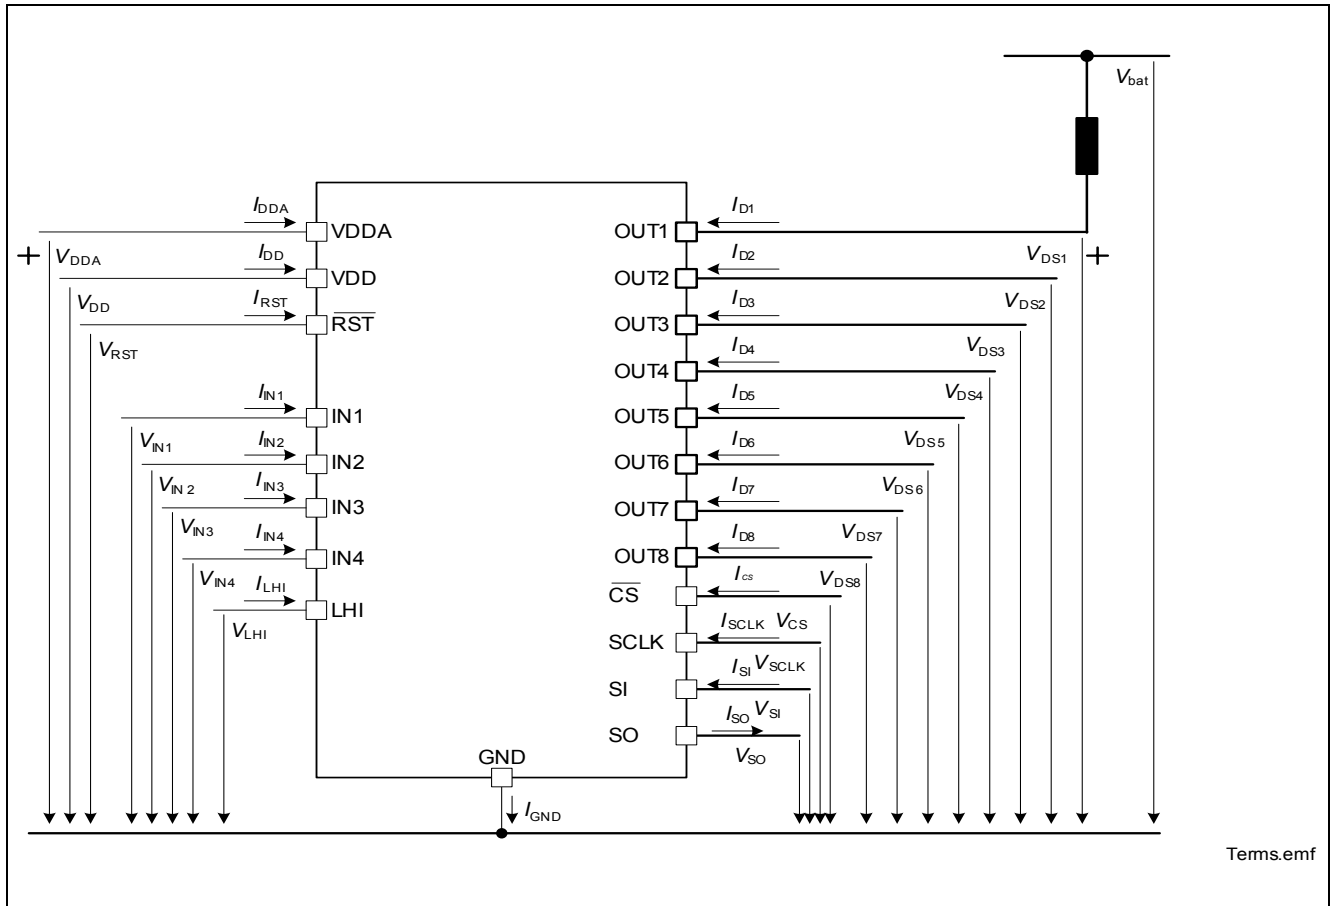 Vbat
IDDA
VDDA
VDDA
IDD
VDD
VDD
IRST
RST
VRST
IIN1
IN1
VIN1
IIN2
IN2
VIN 2
IIN3
IN3
VIN3
IIN4
IN4
VIN4
ILHI
LHI
VLHI
OUT1
ID1
VDS1
OUT2
ID2
VDS2
OUT3
ID3
VDS3
OUT4
ID4
VDS4
OUT5
ID5
VDS5
OUT6
ID6
VDS6
OUT7
ID7
VDS7
OUT8
ID8
VDS8
CS
Ics
VCS
SCLK
ISCLK
VSCLK
SI
ISI
VSI
SO
ISO
VSO
GND
IGND
+
+
Terms.emf